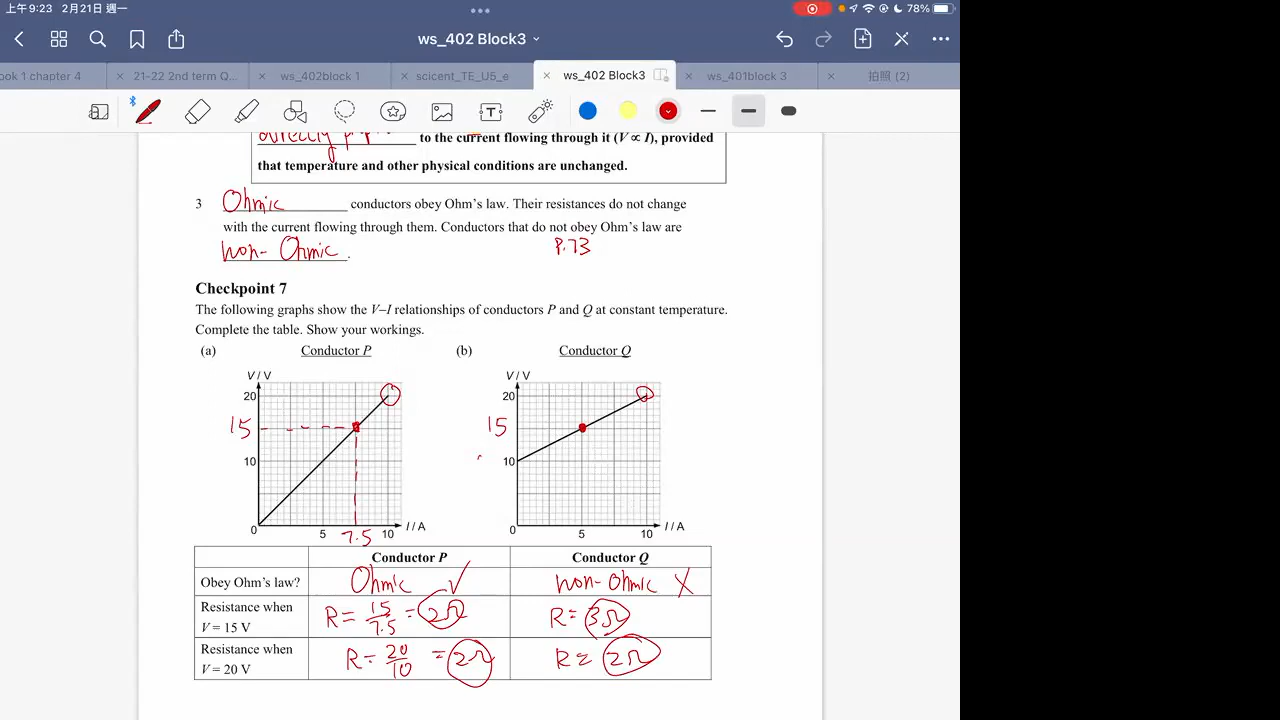 上午9:23 2月21日 週一
78%
ws_402 Block3
ook 1 chapter 4
21-22 2nd term Q...
ws_402block 1
scicent_TE_U5_e
ws_402 Block3
ws_401block 3
拍照 (2)
directly to the current flowing through it (V ∝ I), provided
that temperature and other physical conditions are unchanged.
3 Ohmic conductors obey Ohm's law. Their resistances do not change
with the current flowing through them. Conductors that do not obey Ohm's law are
non-Ohmic.
P.73
Checkpoint 7
The following graphs show the V–I relationships of conductors P and Q at constant temperature.
Complete the table. Show your workings.
(a) Conductor P (b) Conductor Q
V / V
20
15
10
0
5
7.5
10
I / A
V / V
20
15
10
0
5
10
I / A
Conductor P Conductor Q
Obey Ohm's law? Ohmic ✓ non-Ohmic X
Resistance when
V = 15 V
R = 15/7.5 = 2Ω
R = 3Ω
Resistance when
V = 20 V
R = 20/10 = 2Ω
R = 2Ω